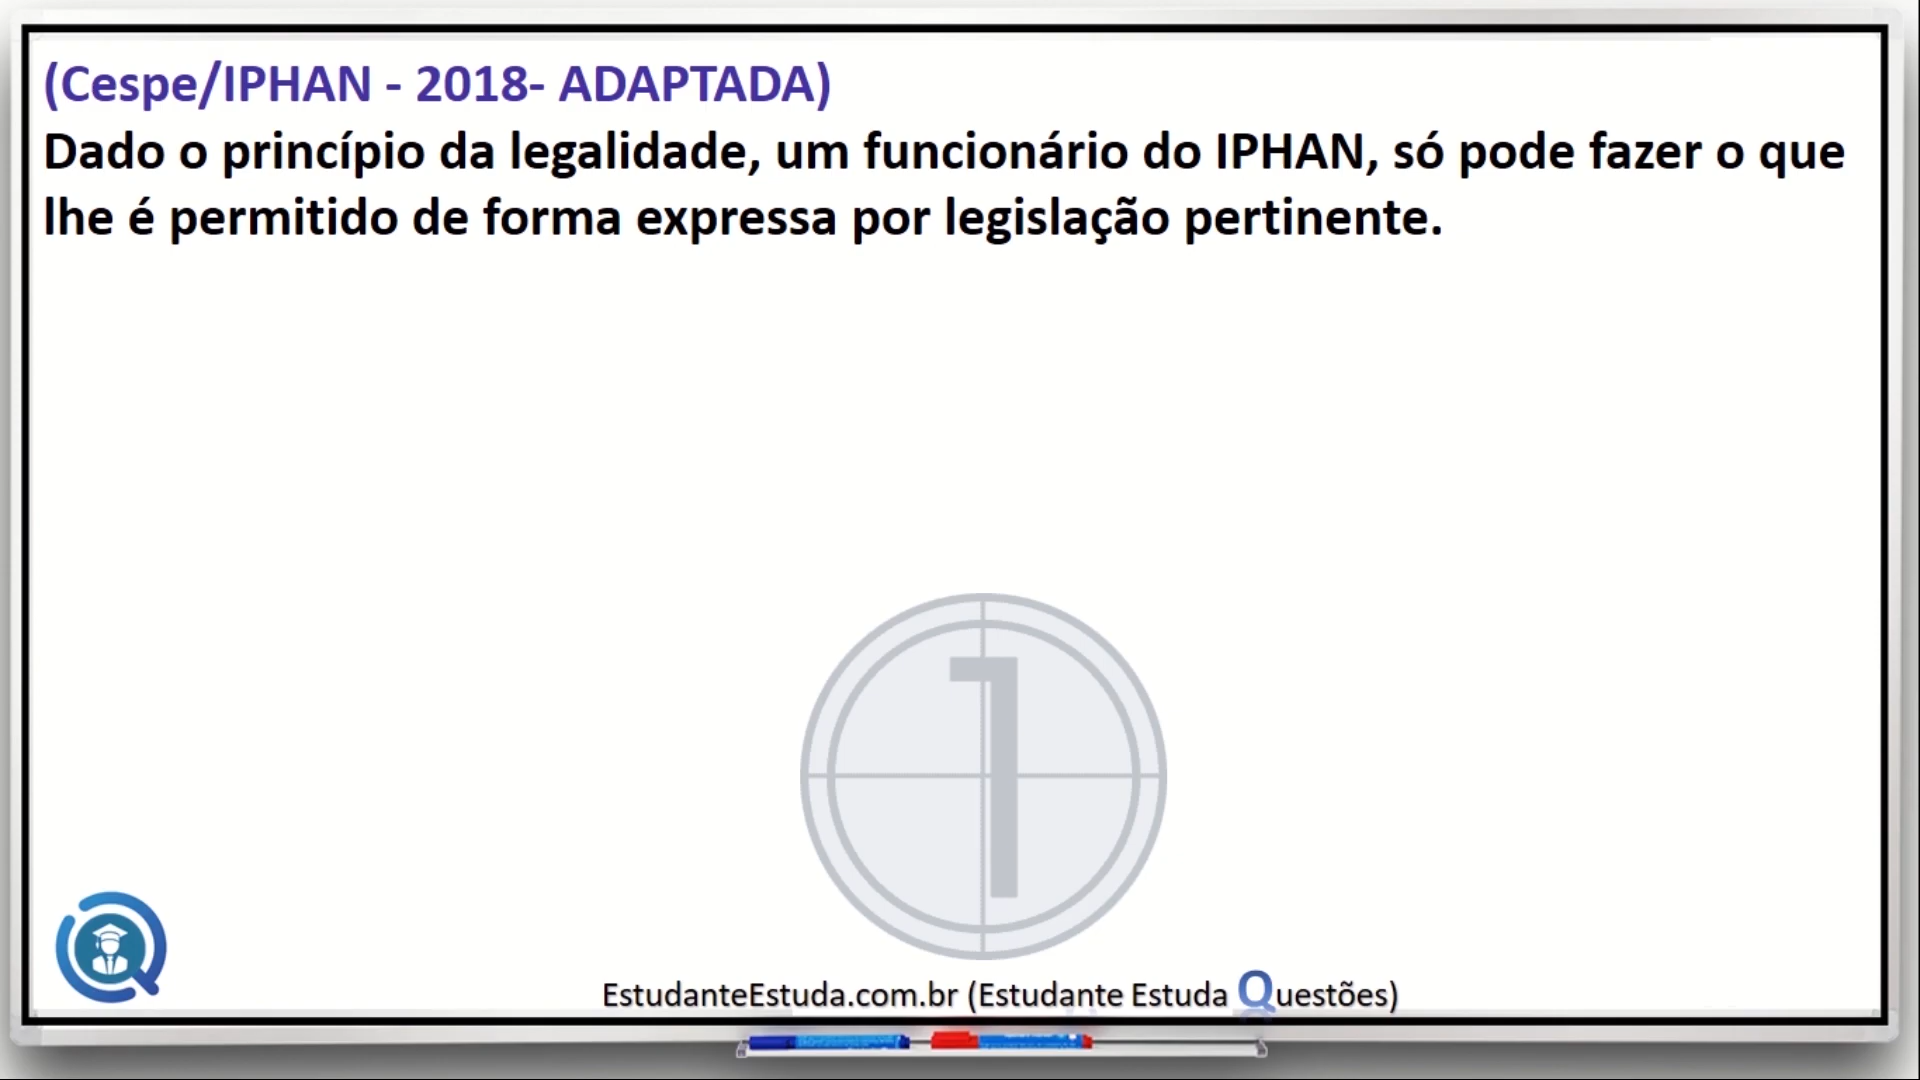 (Cespe/IPHAN - 2018- ADAPTADA)
Dado o princípio da legalidade, um funcionário do IPHAN, só pode fazer o que
lhe é permitido de forma expressa por legislação pertinente.
1
EstudanteEstuda.com.br (Estudante Estuda Questões)